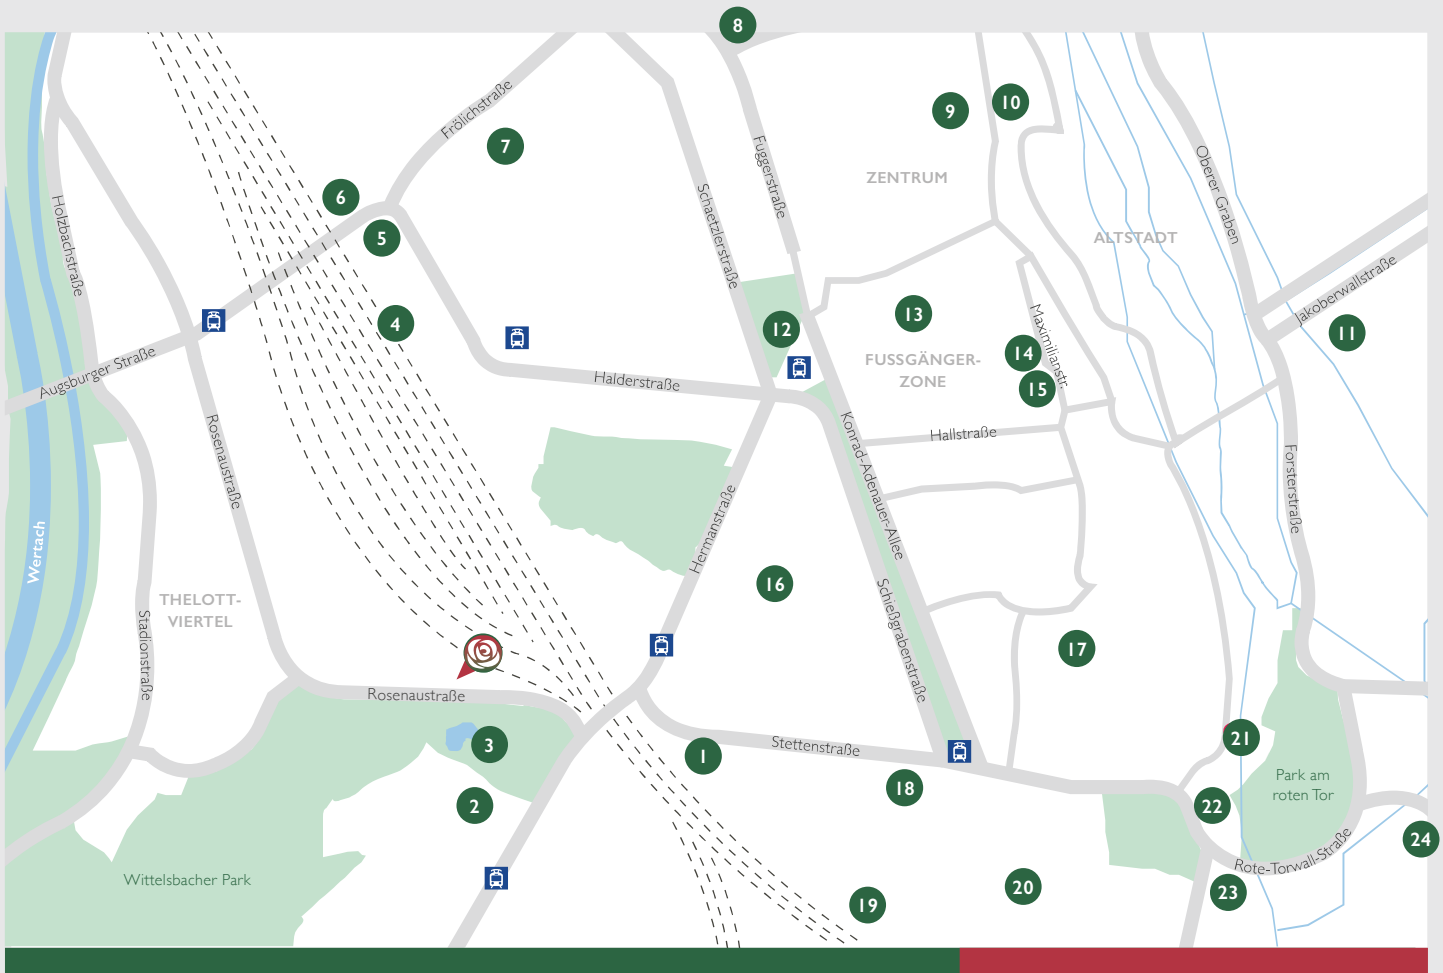 8
Frölichstraße
9
10
7
Fuggerstraße
ZENTRUM
6
Holzbachstraße
Schaetzlerstraße
Oberer Graben
5
ALTSTADT
4
13
12
Jakoberwallstraße
11
Maximilianstr.
14
FUSSGÄNGER-
ZONE
15
Augsburger Straße
Halderstraße
Rosenaustraße
Hallstraße
Konrad-Adenauer-Allee
Forsterstraße
Hermanstraße
Wertach
16
THELOTT-
VIERTEL
Stadionstraße
Schießgrabenstraße
17
Rosenaustraße
3
1
Stettenstraße
21
18
Park am
roten Tor
2
22
Rote-Torwall-Straße
24
Wittelsbacher Park
20
23
19